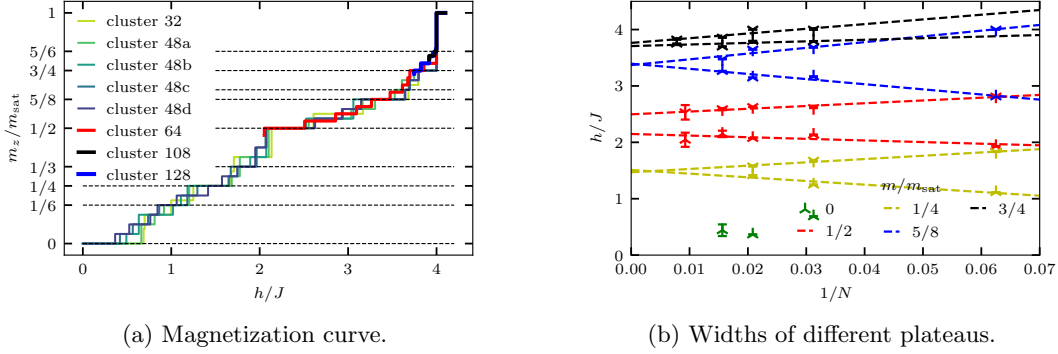 1
5/6
3/4
5/8
1/2
1/3
1/4
1/6
0
m_z/m_sat
cluster 32
cluster 48a
cluster 48b
cluster 48c
cluster 48d
cluster 64
cluster 108
cluster 128
0
1
2
3
4
h/J
4
3
2
1
0
h/J
m/m_sat
0
1/2
1/4
5/8
3/4
0.00
0.01
0.02
0.03
0.04
0.05
0.06
0.07
1/N
(a) Magnetization curve.
(b) Widths of different plateaus.